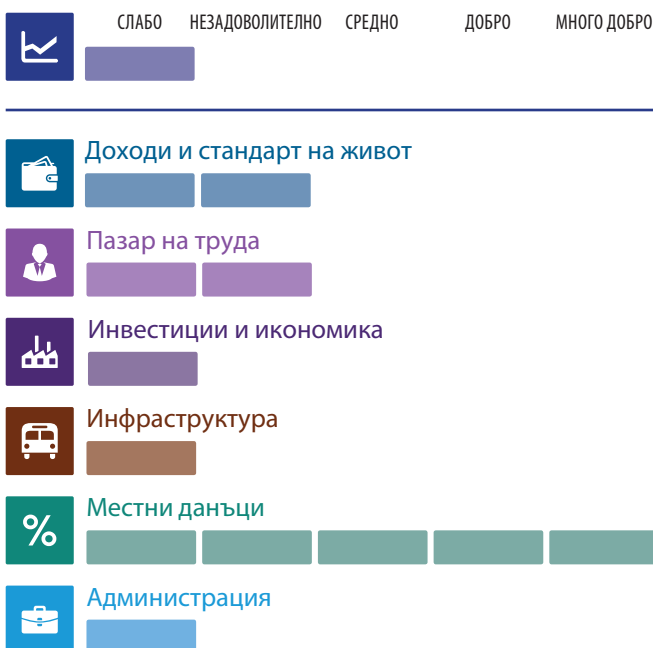 СЛАБО НЕЗАДОВОЛИТЕЛНО СРЕДНО ДОБРО МНОГО ДОБРО
Доходи и стандарт на живот
Пазар на труда
Инвестиции и икономика
Инфраструктура
Местни данъци
%
Администрация